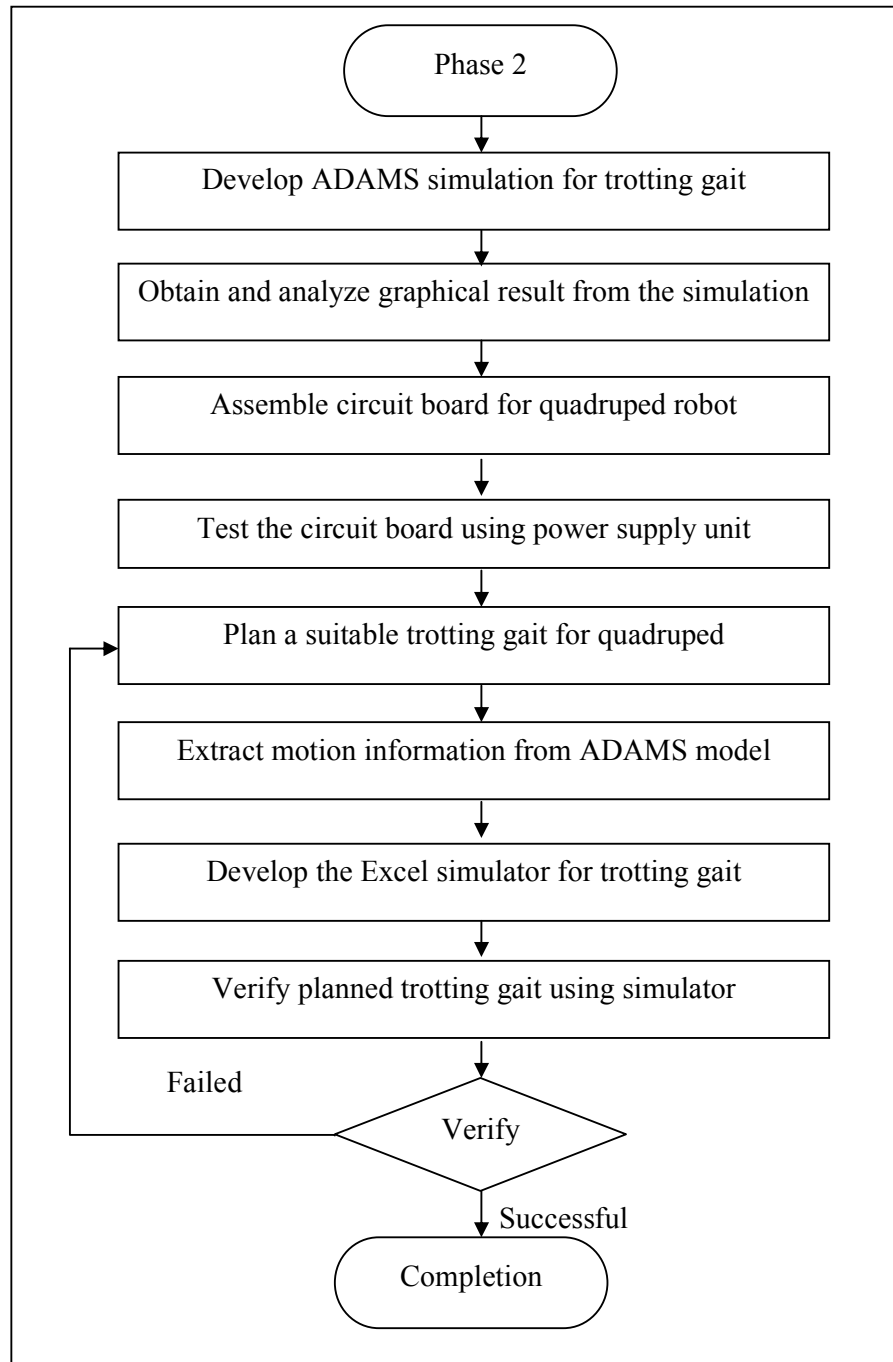 Phase 2
Develop ADAMS simulation for trotting gait
Obtain and analyze graphical result from the simulation
Assemble circuit board for quadruped robot
Test the circuit board using power supply unit
Plan a suitable trotting gait for quadruped
Extract motion information from ADAMS model
Develop the Excel simulator for trotting gait
Verify planned trotting gait using simulator
Failed
Verify
Successful
Completion